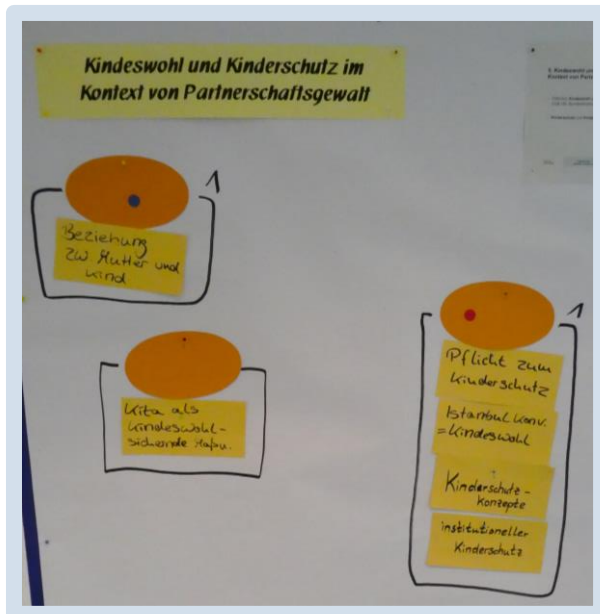 Kindeswohl und Kinderschutz im
Kontext von Partnerschaftsgewalt
1
Beziehung
zw. Mutter und
Kind
Kita als
Kindeswohl-
sichernde
1
Pflicht zum
Kinderschutz
Istanbul konv.
=Kindeswohl
Kinderschutz-
konzepte
institutioneller
Kinderschutz